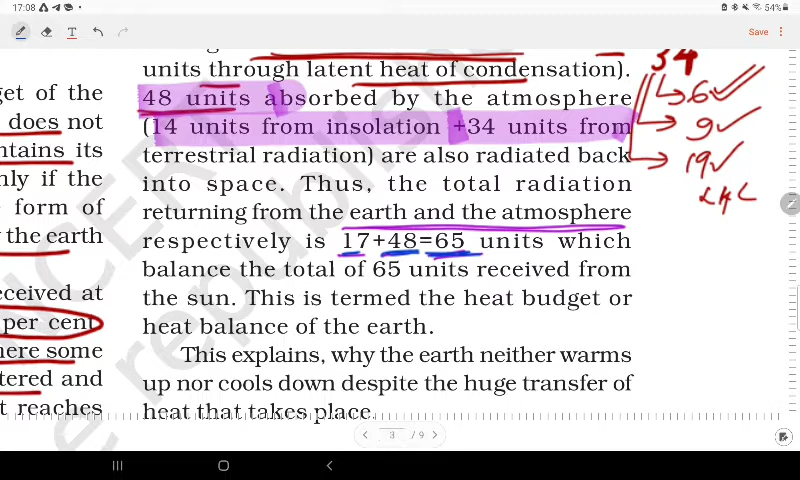 17:08
54%
Save
units through latent heat of condensation).
48 units absorbed by the atmosphere
(14 units from insolation +34 units from
terrestrial radiation) are also radiated back
into space. Thus, the total radiation
returning from the earth and the atmosphere
respectively is 17+48=65 units which
balance the total of 65 units received from
the sun. This is termed the heat budget or
heat balance of the earth.
This explains, why the earth neither warms
up nor cools down despite the huge transfer of
heat that takes place.
get of the
does not
ntains its
nly if the
e form of
y the earth
eceived at
per cent
here some
tered and
t reaches
34
6
9
19
LHC
NCERT
republished
3 / 9